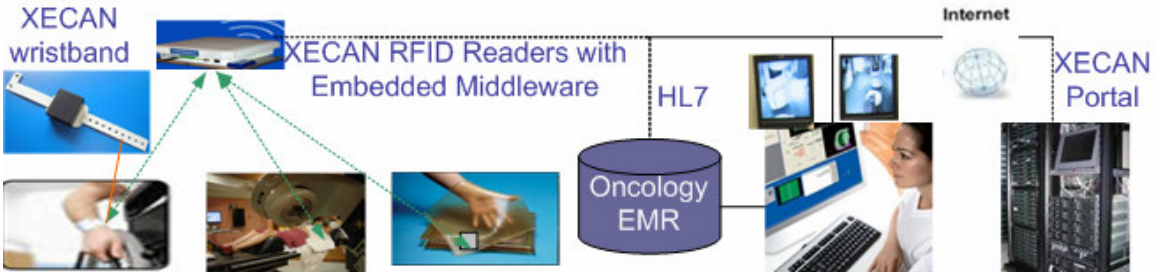 XECAN
wristband
XECAN RFID Readers with
Embedded Middleware
HL7
Internet
XECAN
Portal
Oncology
EMR